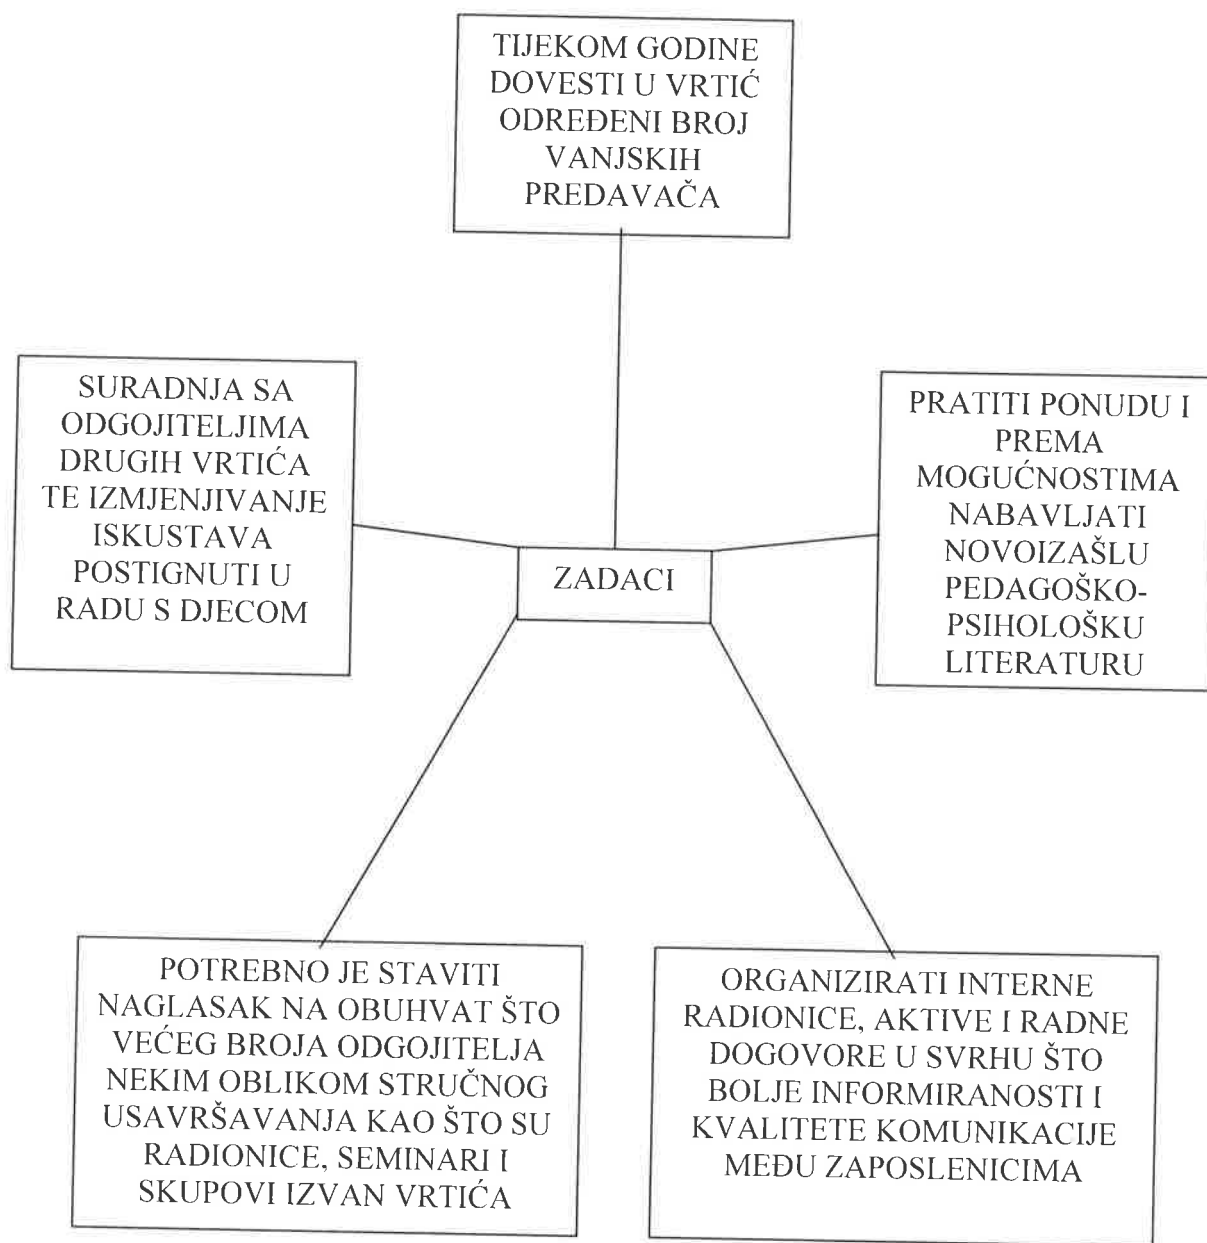 TIJEKOM GODINE
DOVESTI U VRTIĆ
ODREĐENI BROJ
VANJSKIH
PREDAVAČA
SURADNJA SA
ODGOJITELJIMA
DRUGIH VRTIĆA
TE IZMJENJIVANJE
ISKUSTAVA
POSTIGNUTI U
RADU S DJECOM
ZADACI
PRATITI PONUDU I
PREMA
MOGUĆNOSTIMA
NABAVLJATI
NOVOIZAŠLU
PEDAGOŠKO-
PSIHOLOŠKU
LITERATURU
POTREBNO JE STAVITI
NAGLASAK NA OBUHVAT ŠTO
VEĆEG BROJA ODGOJITELJA
NEKIM OBLIKOM STRUČNOG
USAVRŠAVANJA KAO ŠTO SU
RADIONICE, SEMINARI I
SKUPOVI IZVAN VRTIĆA
ORGANIZIRATI INTERNE
RADIONICE, AKTIVE I RADNE
DOGOVORE U SVRHU ŠTO
BOLJE INFORMIRANOSTI I
KVALITETE KOMUNIKACIJE
MEĐU ZAPOSLENICIMA